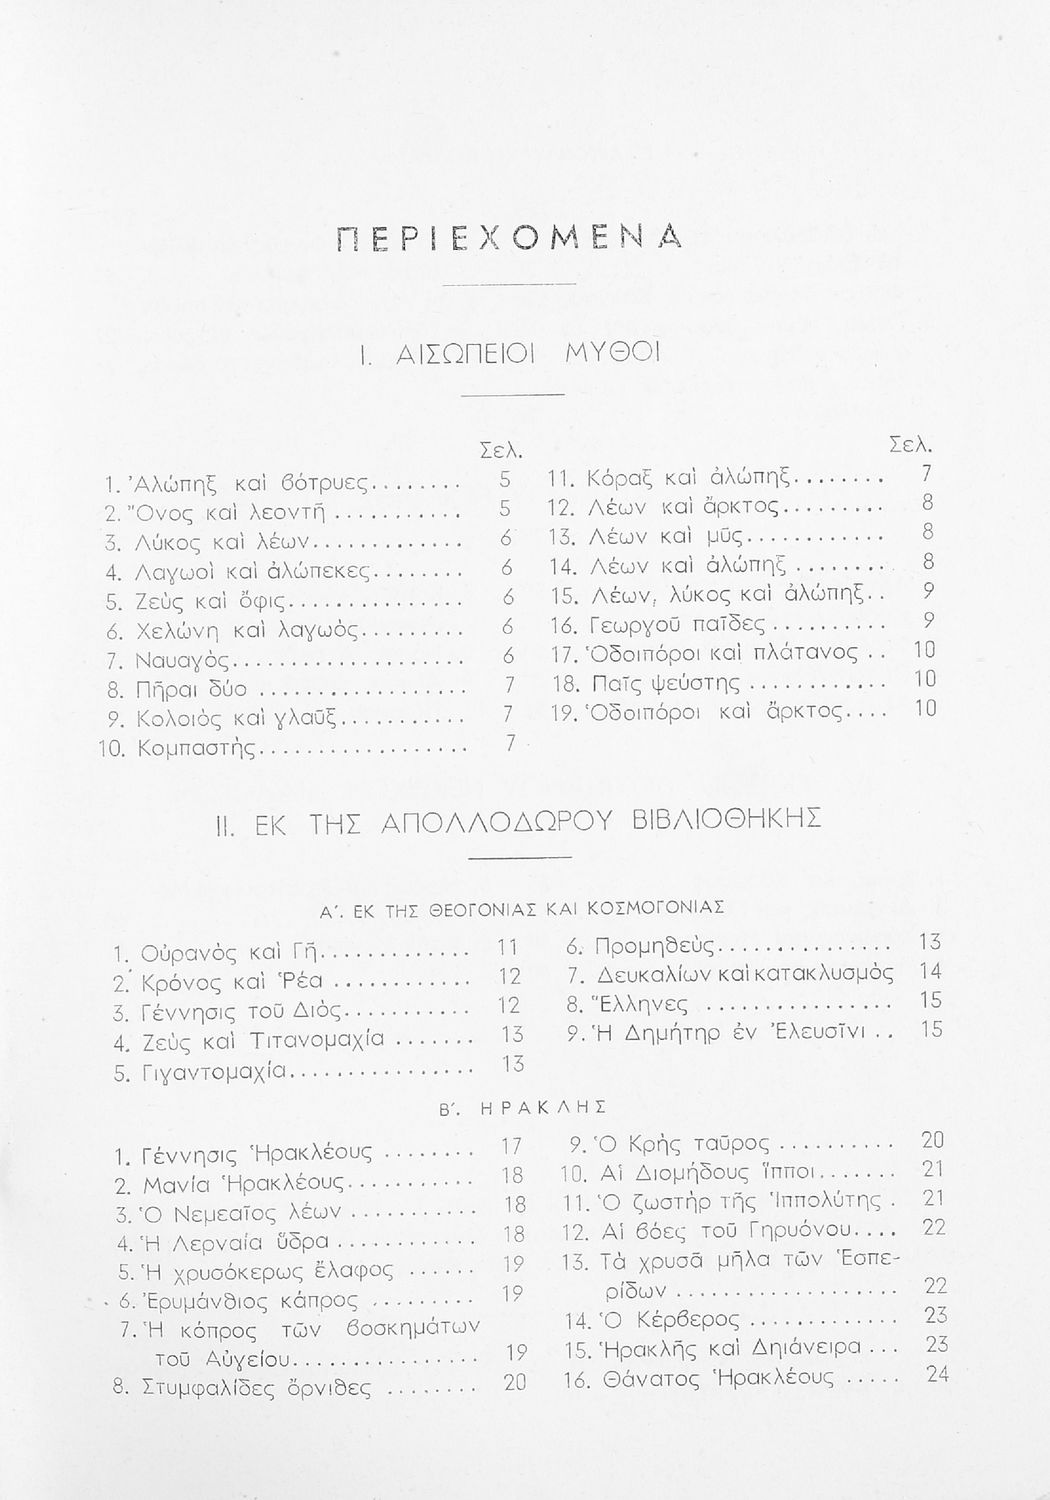 ΠΕΡΙΕΧΟΜΕΝΑ
I. ΑΙΣΩΠΕΙΟΙ ΜΥΘΟΙ
Σελ.
1. Ἀλώπηξ καὶ βότρυες........ 5
2. Ὄνος καὶ λεοντῆ ............ 5
3. Λύκος καὶ λέων.............. 6
4. Λαγωοὶ καὶ ἀλώπεκες........ 6
5. Ζεὺς καὶ ὄφις................ 6
6. Χελώνη καὶ λαγωὸς.......... 6
7. Ναυαγὸς..................... 6
8. Πῆραι δύο ................... 7
9. Κολοιὸς καὶ γλαῦξ............ 7
10. Κομπαστὴς................... 7
Σελ.
11. Κόραξ καὶ ἀλώπηξ........ 7
12. Λέων καὶ ἄρκτος.......... 8
13. Λέων καὶ μῦς............. 8
14. Λέων καὶ ἀλώπηξ ......... 8
15. Λέων, λύκος καὶ ἀλώπηξ.. 9
16. Γεωργοῦ παῖδες .......... 9
17. Ὁδοιπόροι καὶ πλάτανος .. 10
18. Παῖς ψεύστης ............ 10
19. Ὁδοιπόροι καὶ ἄρκτος.... 10
II. ΕΚ ΤΗΣ ΑΠΟΛΛΟΔΩΡΟΥ ΒΙΒΛΙΟΘΗΚΗΣ
Α΄. ΕΚ ΤΗΣ ΘΕΟΓΟΝΙΑΣ ΚΑΙ ΚΟΣΜΟΓΟΝΙΑΣ
1. Οὐρανὸς καὶ Γῆ............. 11
2. Κρόνος καὶ Ῥέα ............ 12
3. Γέννησις τοῦ Διὸς........... 12
4. Ζεὺς καὶ Τιτανομαχία ....... 13
5. Γιγαντομαχία................ 13
6. Προμηθεὺς................ 13
7. Δευκαλίων καὶ κατακλυσμὸς 14
8. Ἕλληνες ................. 15
9. Ἡ Δημήτηρ ἐν Ἐλευσῖνι .. 15
Β΄. ΗΡΑΚΛΗΣ
1. Γέννησις Ἡρακλέους ........ 17
2. Μανία Ἡρακλέους........... 18
3. Ὁ Νεμεαῖος λέων ........... 18
4. Ἡ Λερναία ὕδρα ............ 18
5. Ἡ χρυσόκερως ἔλαφος ...... 19
6. Ἐρυμάνθιος κάπρος ......... 19
7. Ἡ κόπρος τῶν βοσκημάτων
τοῦ Αὐγείου................ 19
8. Στυμφαλίδες ὄρνιθες ........ 20
9. Ὁ Κρὴς ταῦρος .......... 20
10. Αἱ Διομήδους ἵπποι....... 21
11. Ὁ ζωστὴρ τῆς Ἱππολύτης . 21
12. Αἱ βόες τοῦ Γηρυόνου.... 22
13. Τὰ χρυσᾶ μῆλα τῶν Ἑσπε-
ρίδων .................... 22
14. Ὁ Κέρβερος ............. 23
15. Ἡρακλῆς καὶ Δηιάνειρα ... 23
16. Θάνατος Ἡρακλέους ..... 24